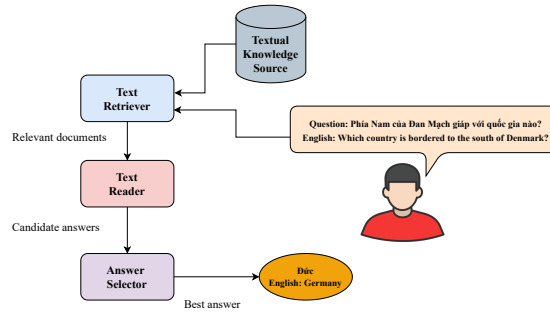 Textual
Knowledge
Source
Text
Retriever
Question: Phía Nam của Đan Mạch giáp với quốc gia nào?
English: Which country is bordered to the south of Denmark?
Relevant documents
Text
Reader
Candidate answers
Answer
Selector
Best answer
Đức
English: Germany